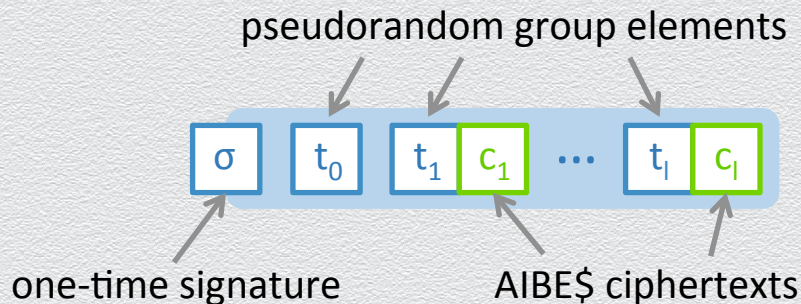 pseudorandom group elements
σ t₀ t₁ c₁ ... tₗ cₗ
one-time signature AIBE$ ciphertexts